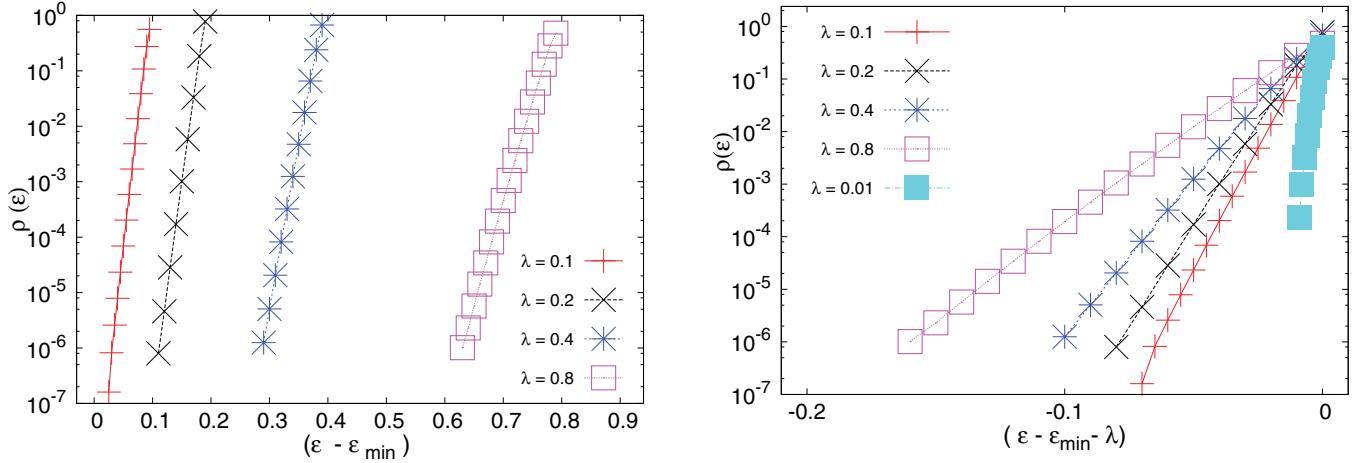 10^0
10^-1
10^-2
10^-3
10^-4
10^-5
10^-6
10^-7
ρ (ε)
λ = 0.1
λ = 0.2
λ = 0.4
λ = 0.8
0 0.1 0.2 0.3 0.4 0.5 0.6 0.7 0.8 0.9
(ε - ε_min )
10^0
10^-1
10^-2
10^-3
10^-4
10^-5
10^-6
10^-7
ρ(ε)
λ = 0.1
λ = 0.2
λ = 0.4
λ = 0.8
λ = 0.01
-0.2 -0.1 0
( ε - ε_min - λ)